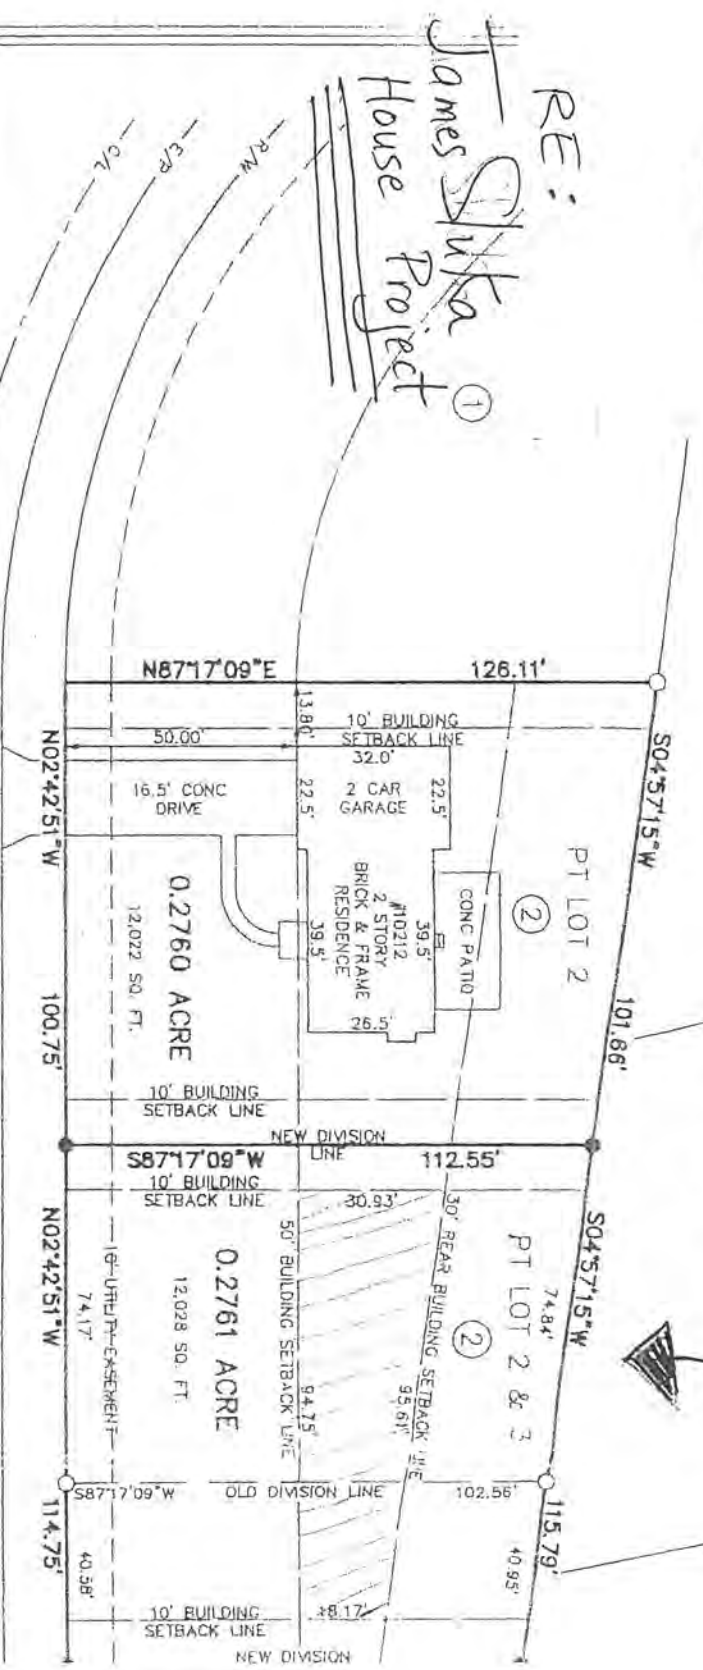 RE:
James Sluka
House Project
1
C/L
E/P
R/W
N87°17'09"E
126.11'
13.80'
10' BUILDING
SETBACK LINE
50.00'
32.0'
16.5' CONC
DRIVE
22.5'
2 CAR
GARAGE
22.5'
N02°42'51"W
S04°57'15"W
PT LOT 2
2
CONC PATIO
39.5'
#10212
2 STORY
BRICK & FRAME
RESIDENCE
39.5'
26.5'
0.2760 ACRE
12,022 SQ. FT.
100.75'
101.86'
10' BUILDING
SETBACK LINE
NEW DIVISION
LINE
S87°17'09"W
112.55'
10' BUILDING
SETBACK LINE
30.93'
N02°42'51"W
S04°57'15"W
50' BUILDING SETBACK LINE
30' REAR BUILDING SETBACK LINE
0.2761 ACRE
12,028 SQ. FT.
PT LOT 2 & 3
2
74.84'
74.17'
10' UTILITY EASEMENT
94.75'
95.61'
S87°17'09"W
OLD DIVISION LINE
102.56'
114.75'
115.79'
40.58'
40.95'
10' BUILDING
SETBACK LINE
18.17'
NEW DIVISION